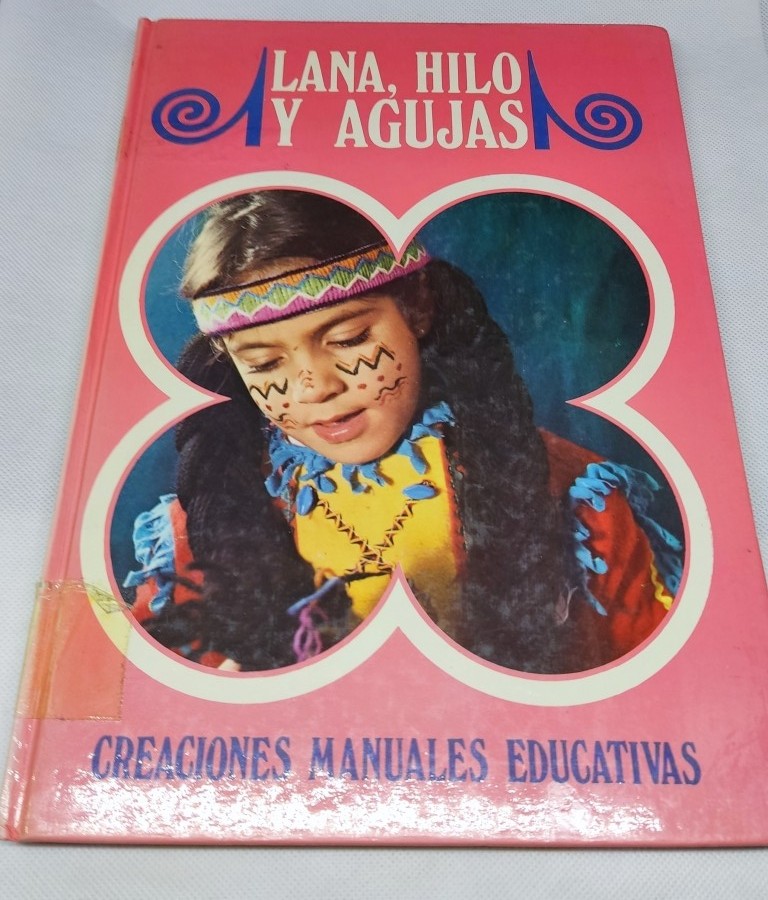 LANA, HILO
Y AGUJAS
CREACIONES MANUALES EDUCATIVAS